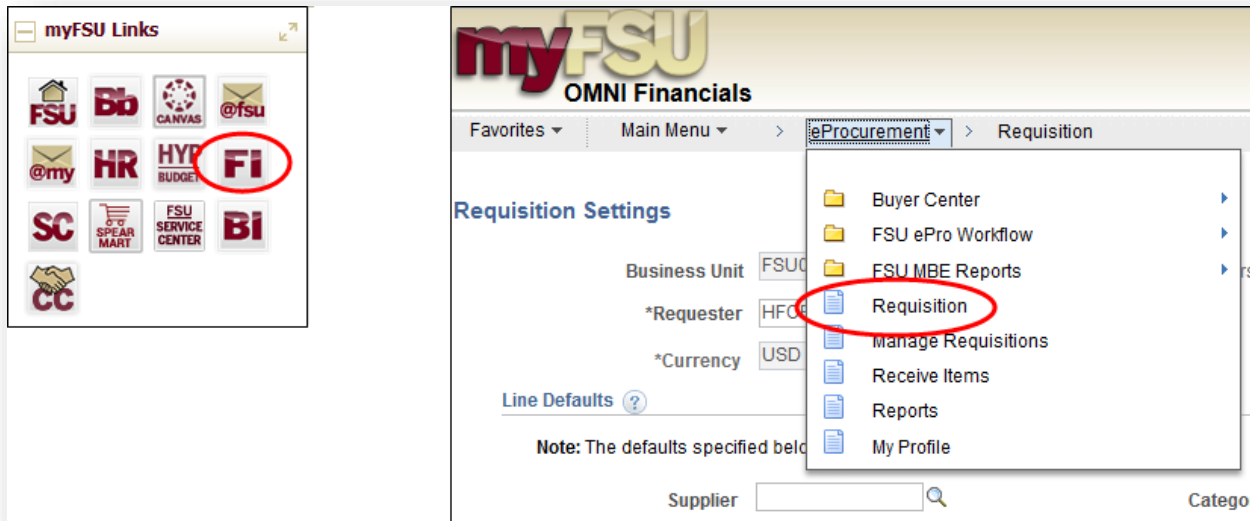 myFSU Links
FSU Bb CANVAS @fsu
@my HR HYP BUDGET FI
SC SPEAR MART FSU SERVICE CENTER BI
CC
myFSU
OMNI Financials
Favorites Main Menu > eProcurement > Requisition
Buyer Center
FSU ePro Workflow
FSU MBE Reports
Requisition
Manage Requisitions
Receive Items
Reports
My Profile
Requisition Settings
Business Unit FSU0
*Requester
*Currency USD
Line Defaults ?
Note: The defaults specified
Supplier